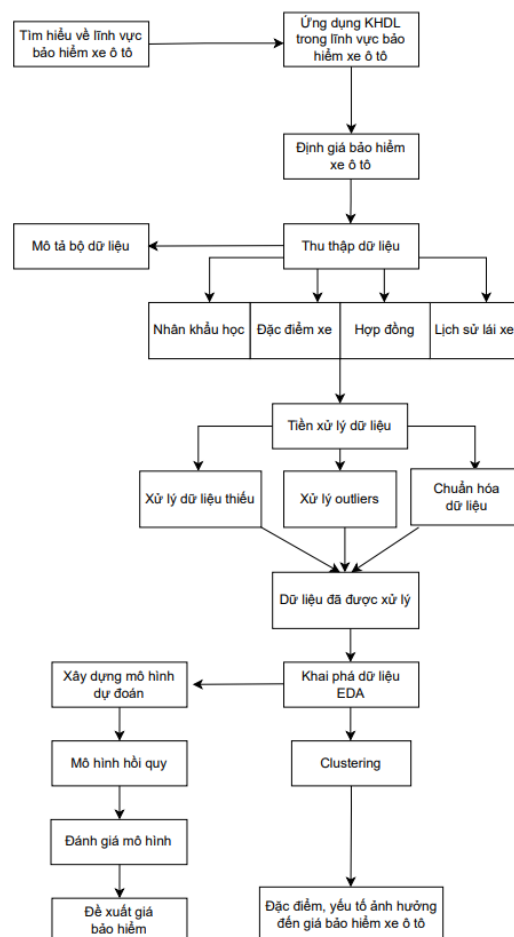 Tìm hiểu về lĩnh vực
bảo hiểm xe ô tô
Ứng dụng KHDL
trong lĩnh vực bảo
hiểm xe ô tô
Định giá bảo hiểm
xe ô tô
Mô tả bộ dữ liệu
Thu thập dữ liệu
Nhân khẩu học
Đặc điểm xe
Hợp đồng
Lịch sử lái xe
Tiền xử lý dữ liệu
Xử lý dữ liệu thiếu
Xử lý outliers
Chuẩn hóa
dữ liệu
Dữ liệu đã được xử lý
Xây dựng mô hình
dự đoán
Khai phá dữ liệu
EDA
Mô hình hồi quy
Clustering
Đánh giá mô hình
Đề xuất giá
bảo hiểm
Đặc điểm, yếu tố ảnh hưởng
đến giá bảo hiểm xe ô tô